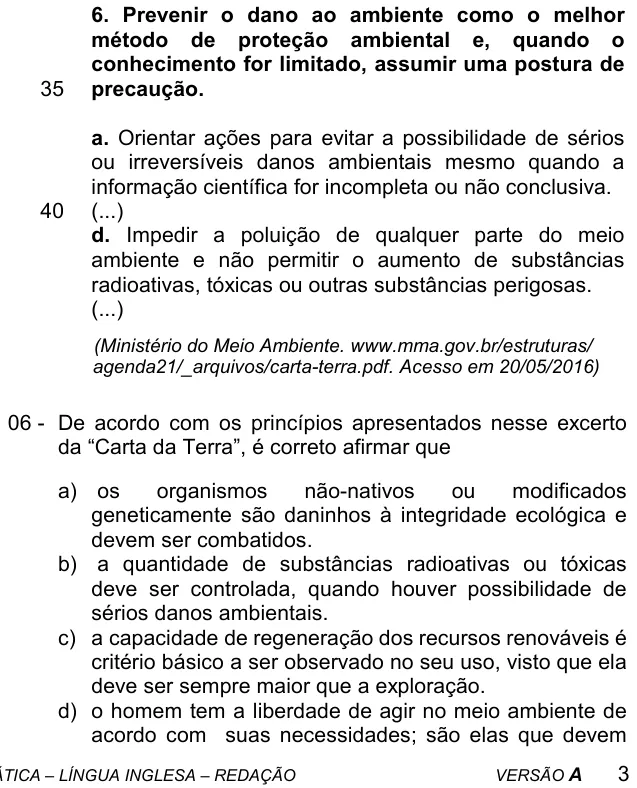 6. Prevenir o dano ao ambiente como o melhor
método de proteção ambiental e, quando o
conhecimento for limitado, assumir uma postura de
35 precaução.
a. Orientar ações para evitar a possibilidade de sérios
ou irreversíveis danos ambientais mesmo quando a
informação científica for incompleta ou não conclusiva.
40 (...)
d. Impedir a poluição de qualquer parte do meio
ambiente e não permitir o aumento de substâncias
radioativas, tóxicas ou outras substâncias perigosas.
(...)
(Ministério do Meio Ambiente. www.mma.gov.br/estruturas/
agenda21/_arquivos/carta-terra.pdf. Acesso em 20/05/2016)
06 - De acordo com os princípios apresentados nesse excerto
da “Carta da Terra”, é correto afirmar que
a) os organismos não-nativos ou modificados
geneticamente são daninhos à integridade ecológica e
devem ser combatidos.
b) a quantidade de substâncias radioativas ou tóxicas
deve ser controlada, quando houver possibilidade de
sérios danos ambientais.
c) a capacidade de regeneração dos recursos renováveis é
critério básico a ser observado no seu uso, visto que ela
deve ser sempre maior que a exploração.
d) o homem tem a liberdade de agir no meio ambiente de
acordo com suas necessidades; são elas que devem
ÁTICA – LÍNGUA INGLESA – REDAÇÃO VERSÃO A 3